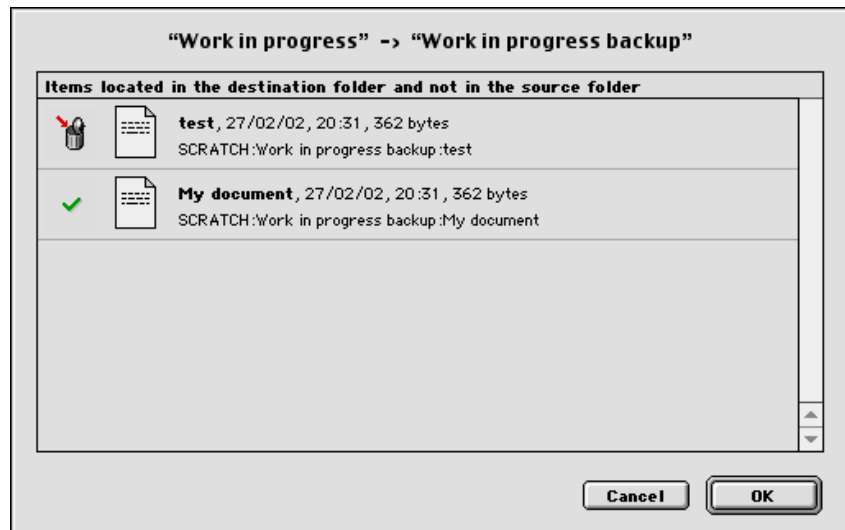 “Work in progress” -> “Work in progress backup”
Items located in the destination folder and not in the source folder
test, 27/02/02, 20:31, 362 bytes
SCRATCH:Work in progress backup:test
My document, 27/02/02, 20:31, 362 bytes
SCRATCH:Work in progress backup:My document
Cancel OK